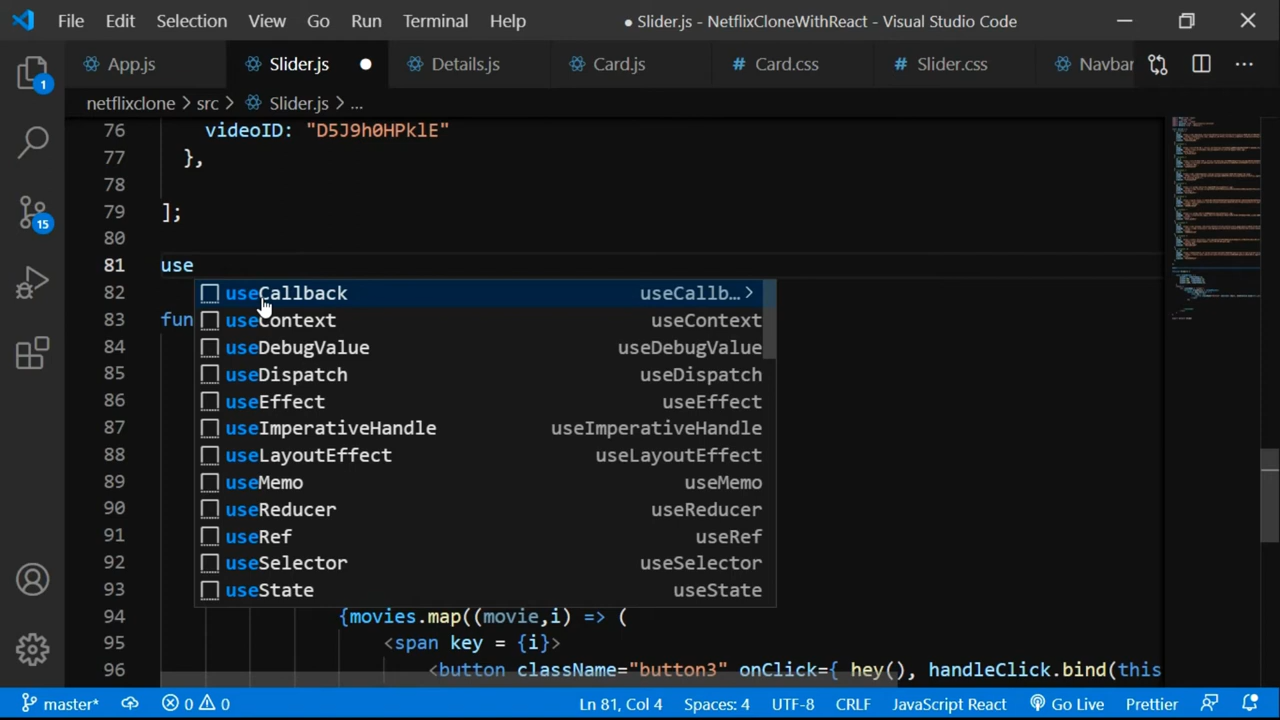 File Edit Selection View Go Run Terminal Help ● Slider.js - NetflixCloneWithReact - Visual Studio Code
App.js Slider.js Details.js Card.js # Card.css # Slider.css Navbar
1
netflixclone > src > Slider.js > ...
76 videoID: "D5J9h0HPklE"
77 },
78
79 ];
15
80
81 use
82 useCallback useCallb...
83 fun useContext useContext
84 useDebugValue useDebugValue
85 useDispatch useDispatch
86 useEffect useEffect
87 useImperativeHandle useImperativeHandle
88 useLayoutEffect useLayoutEffect
89 useMemo useMemo
90 useReducer useReducer
91 useRef useRef
92 useSelector useSelector
93 useState useState
94 {movies.map((movie,i) => (
95 <span key = {i}>
96 <button className="button3" onClick={ hey(), handleClick.bind(this
master* 0 0 Ln 81, Col 4 Spaces: 4 UTF-8 CRLF JavaScript React Go Live Prettier